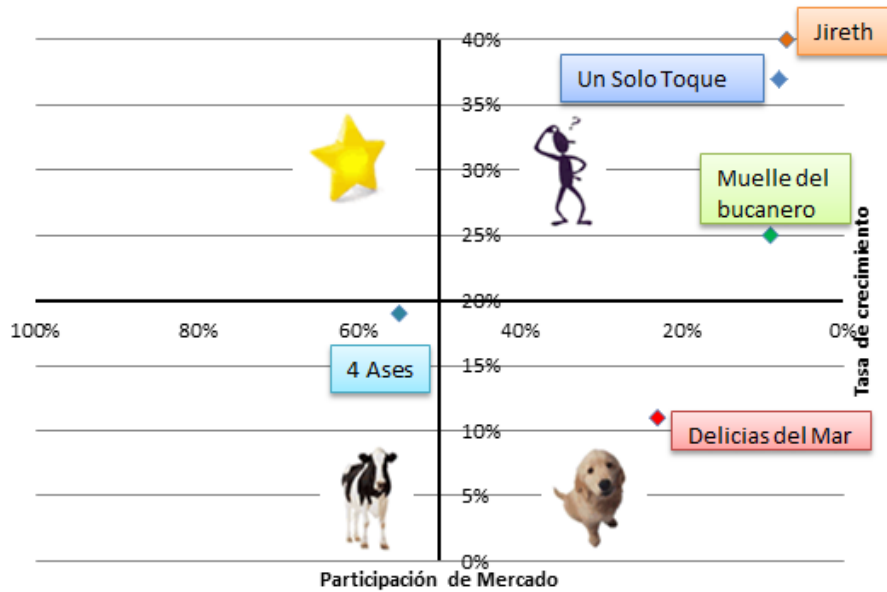 40%
Jireth
Un Solo Toque
35%
?
30%
Muelle del
bucanero
25%
20%
100%
80%
60%
40%
20%
0%
Tasa de crecimiento
4 Ases
15%
10%
Delicias del Mar
5%
0%
Participación de Mercado